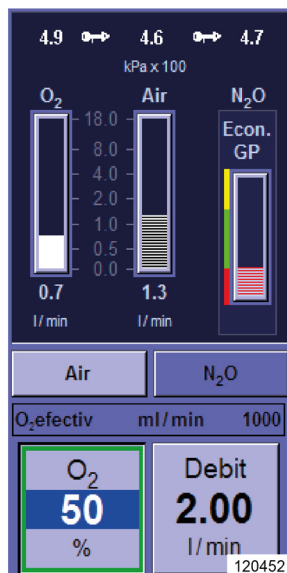 4.9 4.6 4.7
kPa x 100
O₂ Air N₂O
Econ.
GP
18.0
8.0
4.0
2.0
1.0
0.5
0.0
0.7 1.3
l/min l/min
Air N₂O
O₂efectiv ml/min 1000
O₂ Debit
50 2.00
% l/min
120452